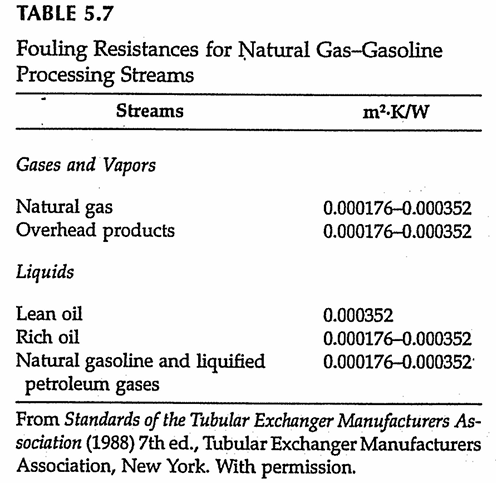 TABLE 5.7
Fouling Resistances for Natural Gas–Gasoline
Processing Streams
Streams m²·K/W
Gases and Vapors
Natural gas 0.000176–0.000352
Overhead products 0.000176–0.000352
Liquids
Lean oil 0.000352
Rich oil 0.000176–0.000352
Natural gasoline and liquified 0.000176–0.000352
petroleum gases
From Standards of the Tubular Exchanger Manufacturers As-
sociation (1988) 7th ed., Tubular Exchanger Manufacturers
Association, New York. With permission.